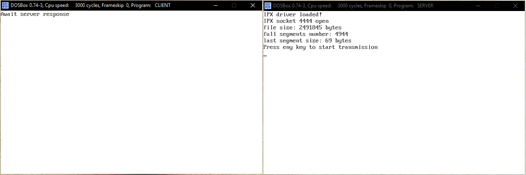 DOSBox 0.74-3, Cpu speed: 3000 cycles, Frameskip 0, Program: CLIENT
Await server response
DOSBox 0.74-3, Cpu speed: 3000 cycles, Frameskip 0, Program: SERVER
IPX driver loaded!
IPX socket 4444 open
file size: 2491845 bytes
full segments number: 4944
last segment size: 69 bytes
Press any key to start transmission